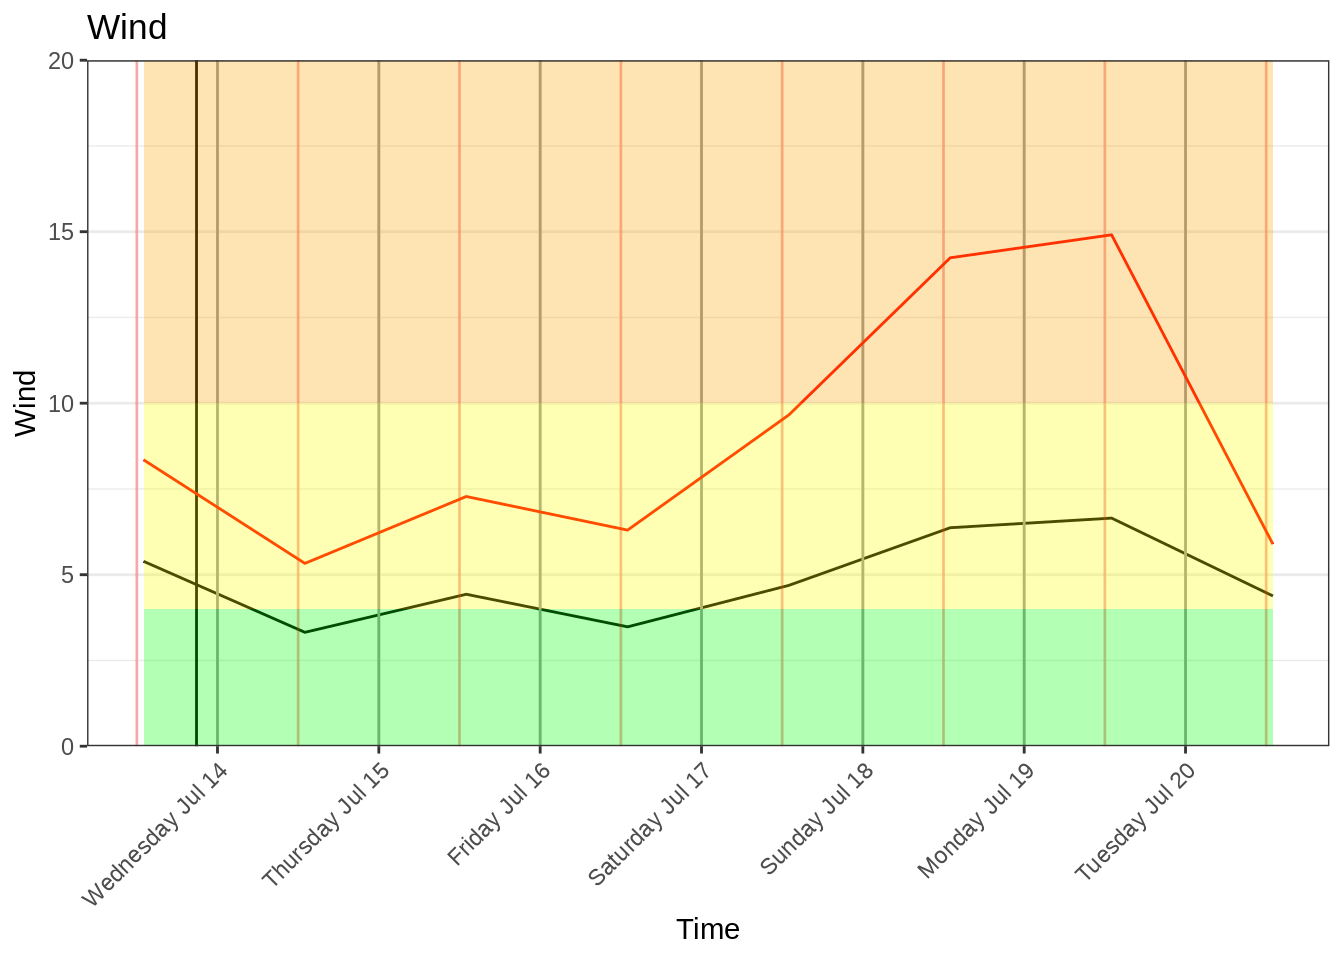 Wind
20
15
10
5
0
Wind
Wednesday Jul 14
Thursday Jul 15
Friday Jul 16
Saturday Jul 17
Sunday Jul 18
Monday Jul 19
Tuesday Jul 20
Time